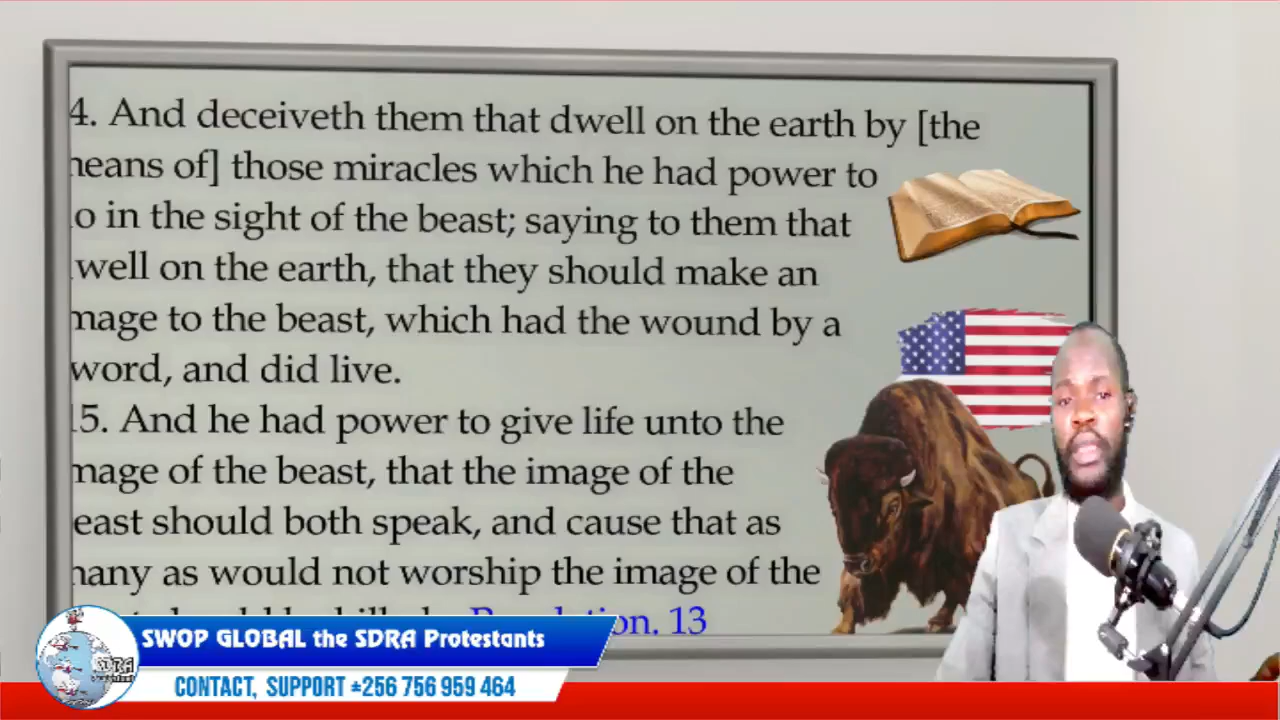 4. And deceiveth them that dwell on the earth by [the
neans of] those miracles which he had power to
o in the sight of the beast; saying to them that
well on the earth, that they should make an
mage to the beast, which had the wound by a
word, and did live.
15. And he had power to give life unto the
mage of the beast, that the image of the
east should both speak, and cause that as
nany as would not worship the image of the
on. 13
SWOP GLOBAL the SDRA Protestants
SDRA
CONTACT, SUPPORT +256 756 959 464